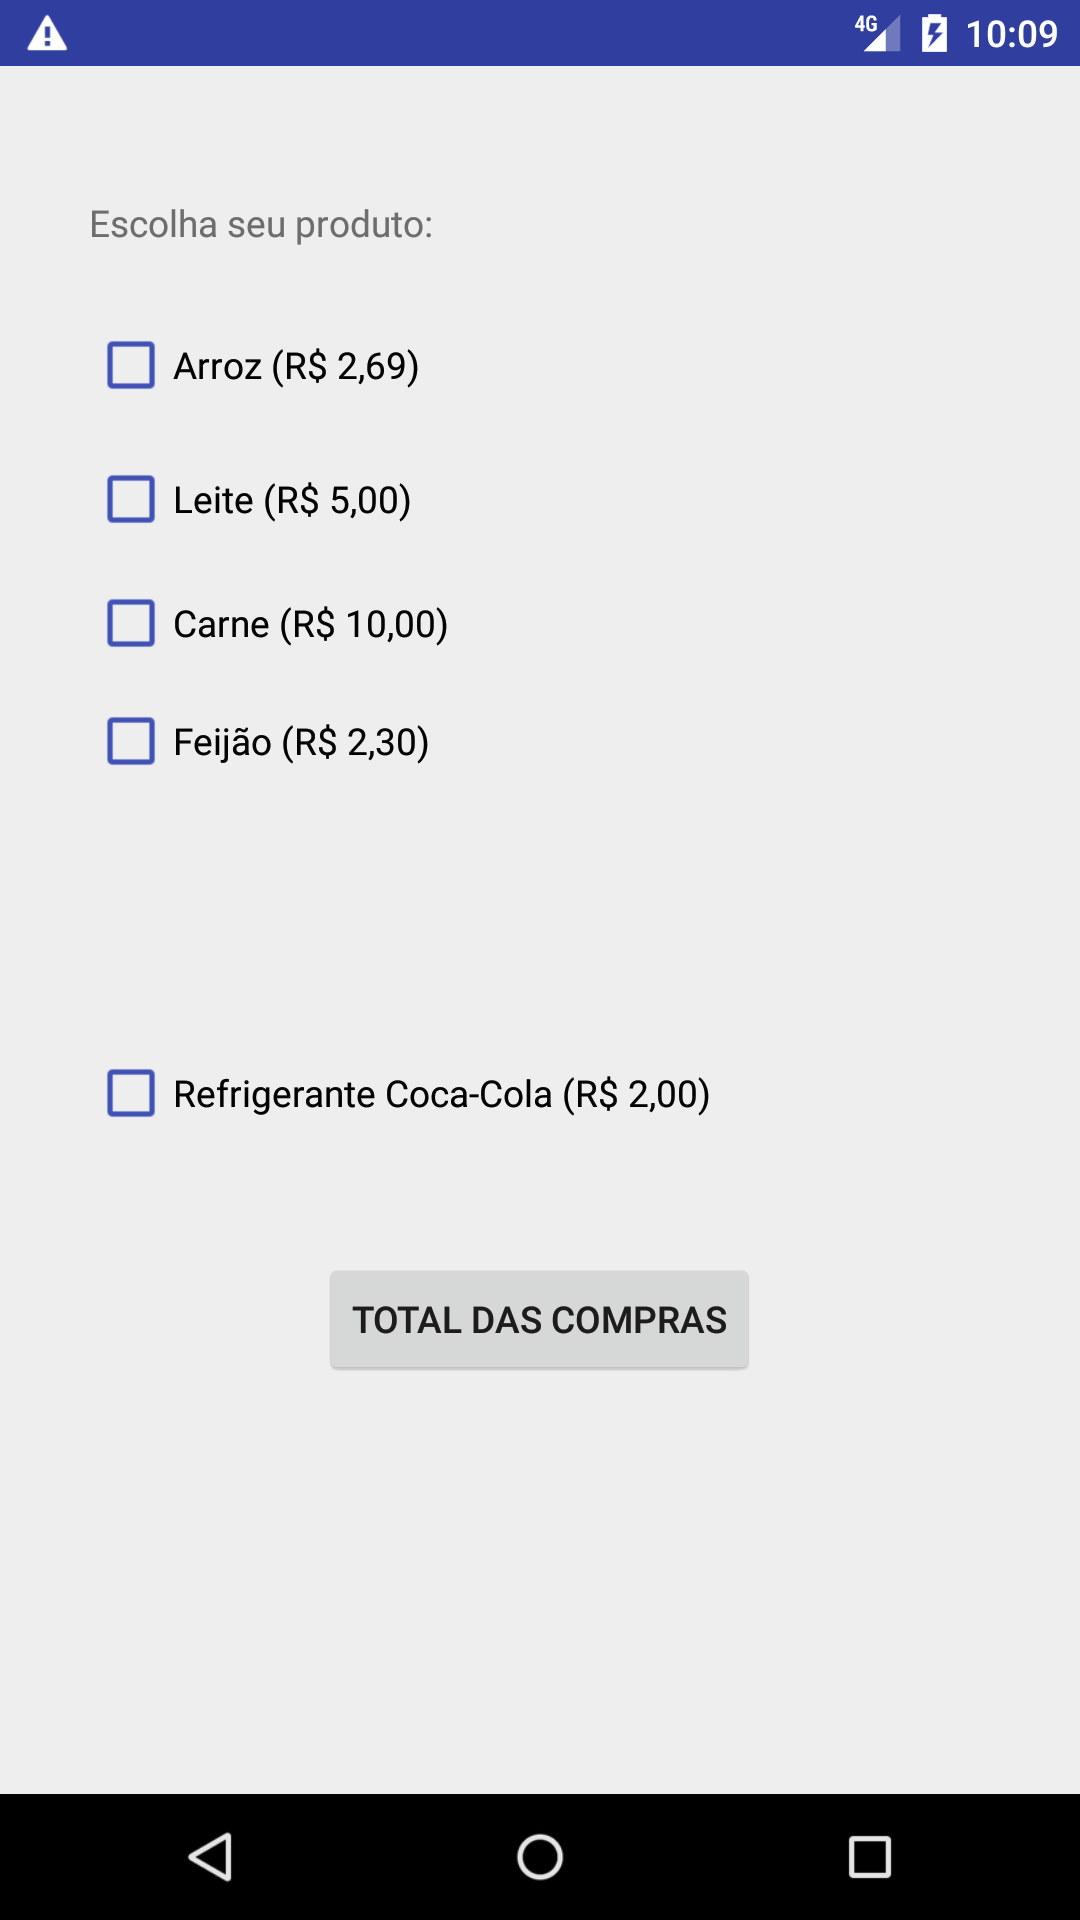 4G 10:09
Escolha seu produto:
Arroz (R$ 2,69)
Leite (R$ 5,00)
Carne (R$ 10,00)
Feijão (R$ 2,30)
Refrigerante Coca-Cola (R$ 2,00)
TOTAL DAS COMPRAS